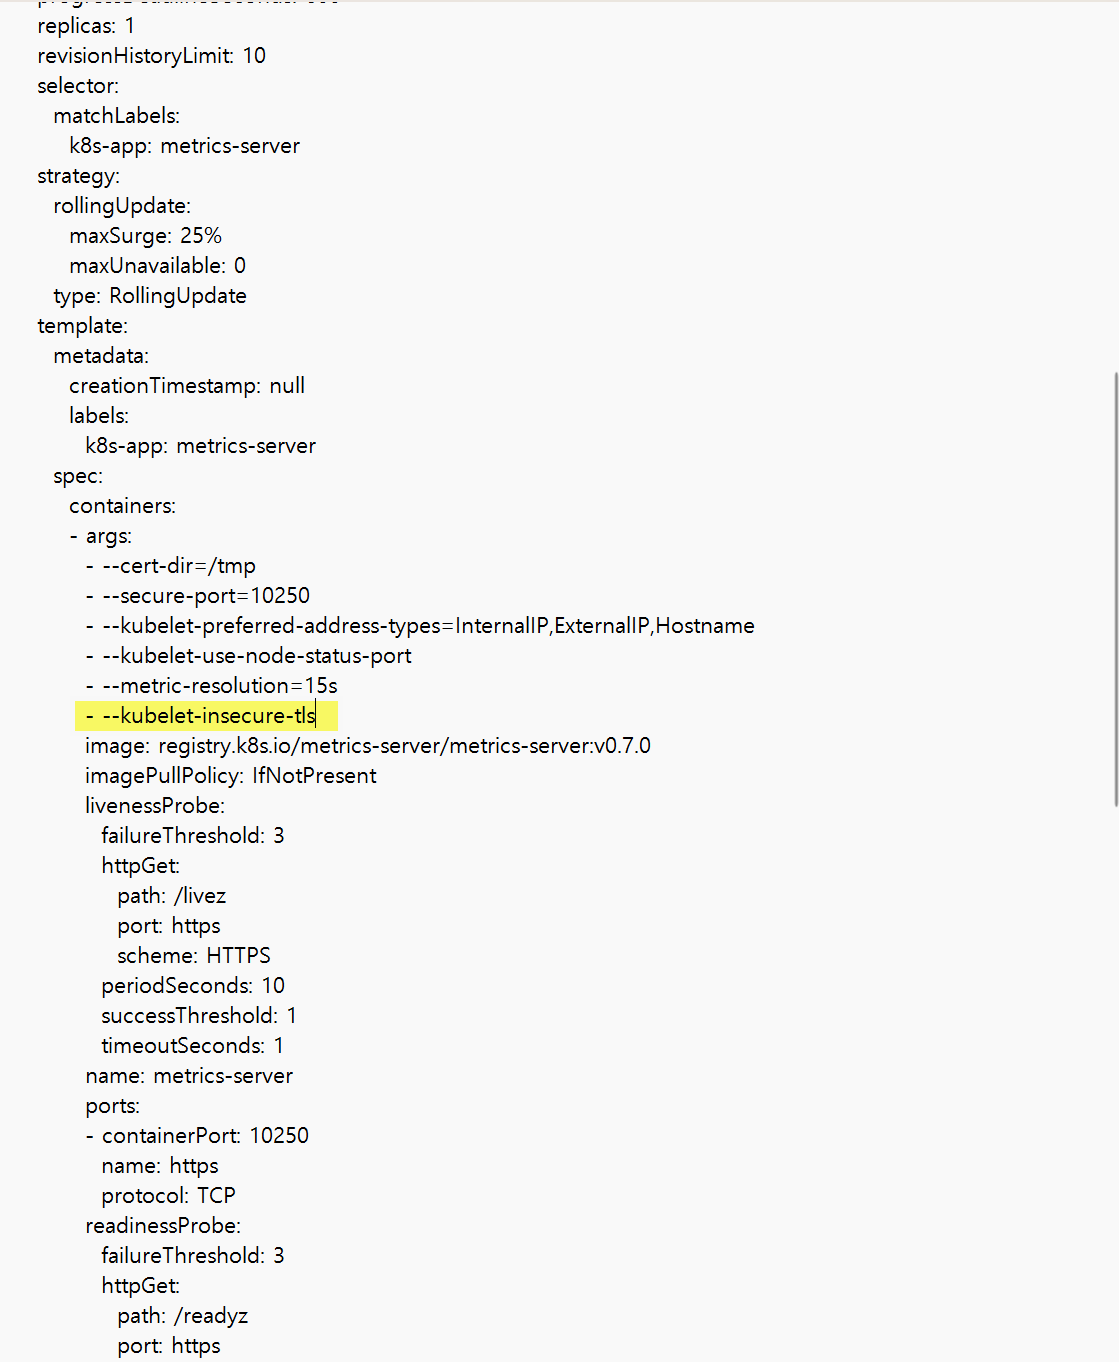 replicas: 1
revisionHistoryLimit: 10
selector:
matchLabels:
k8s-app: metrics-server
strategy:
rollingUpdate:
maxSurge: 25%
maxUnavailable: 0
type: RollingUpdate
template:
metadata:
creationTimestamp: null
labels:
k8s-app: metrics-server
spec:
containers:
- args:
- --cert-dir=/tmp
- --secure-port=10250
- --kubelet-preferred-address-types=InternalIP,ExternalIP,Hostname
- --kubelet-use-node-status-port
- --metric-resolution=15s
- --kubelet-insecure-tls
image: registry.k8s.io/metrics-server/metrics-server:v0.7.0
imagePullPolicy: IfNotPresent
livenessProbe:
failureThreshold: 3
httpGet:
path: /livez
port: https
scheme: HTTPS
periodSeconds: 10
successThreshold: 1
timeoutSeconds: 1
name: metrics-server
ports:
- containerPort: 10250
name: https
protocol: TCP
readinessProbe:
failureThreshold: 3
httpGet:
path: /readyz
port: https